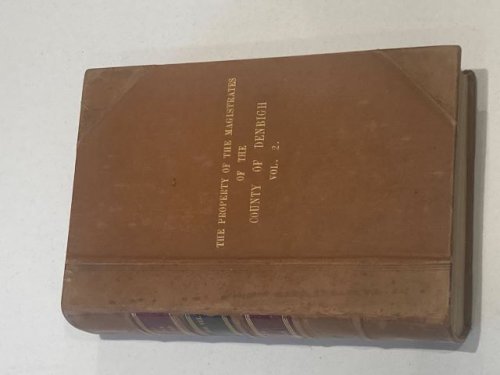 THE PROPERTY OF THE MAGISTRATES
OF THE
COUNTY OF DENBIGH
VOL. 2.